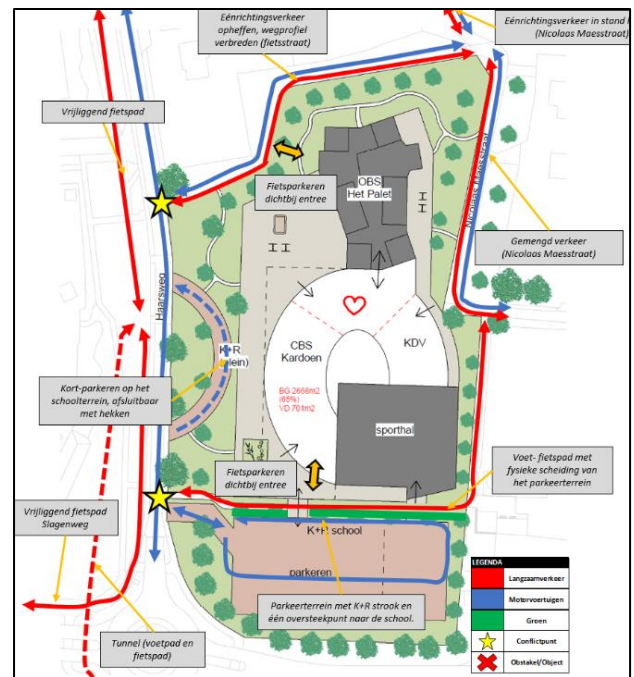 Eénrichtingsverkeer
opheffen, wegprofiel
verbreden (fietsstraat)
Eénrichtingsverkeer in stand
(Nicolaas Maesstraat)
Vrijliggend fietspad
Fietsparkeren
dichtbij entree
OBS
Het Palet
Nicolaas Maesstraat
Gemengd verkeer
(Nicolaas Maesstraat)
Haarsweg
K+R
CBS
Kardoen
KDV
BG 2668m2
(65%)
VD 701m2
Kort-parkeren op het
schoolterrein, afsluitbaar
met hekken
sporthal
Fietsparkeren
dichtbij entree
Voet- fietspad met
fysieke scheiding van
het parkeerterrein
Vrijliggend fietspad
Slagenweg
K+R school
parkeren
Parkeerterrein met K+R strook en
één oversteekpunt naar de school.
Tunnel (voetpad en
fietspad)
LEGENDA
Langzaamverkeer
Motorvoertuigen
Groen
Conflictpunt
Obstakel/Object